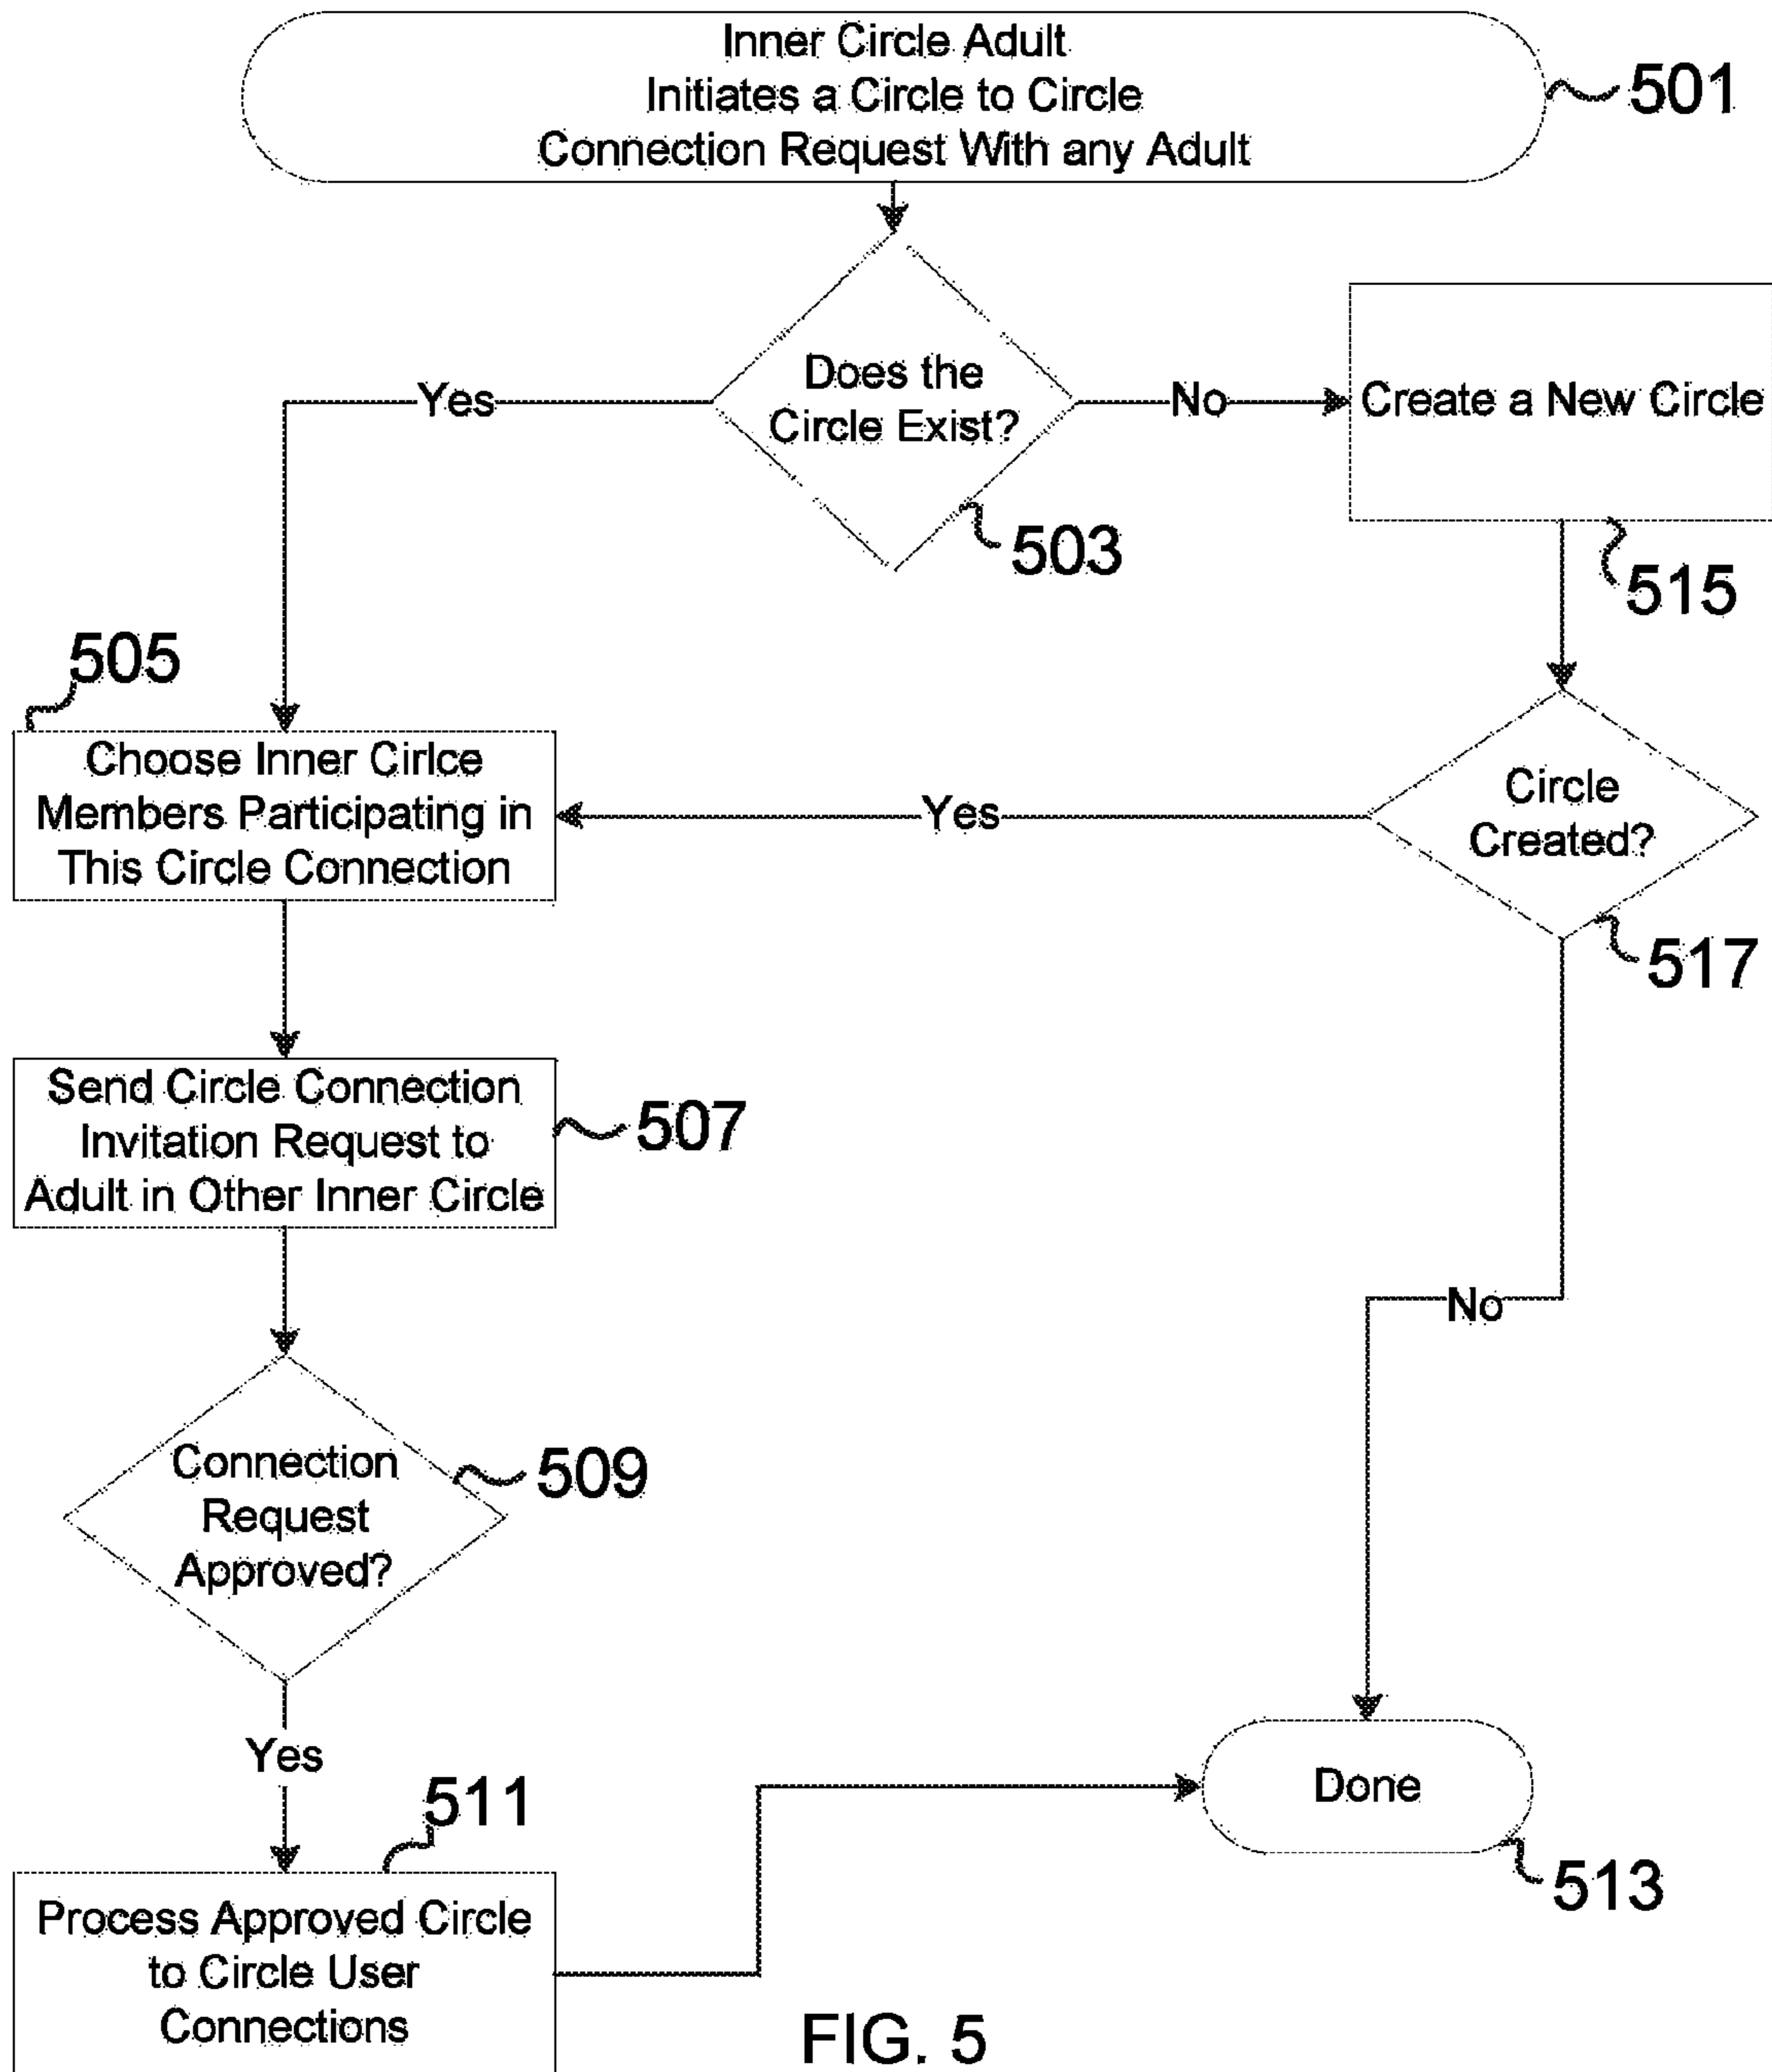 Inner Circle Adult
Initiates a Circle to Circle
Connection Request With any Adult
501
Does the
Circle Exist?
503
Yes
No
Create a New Circle
515
505
Choose Inner Cirlce
Members Participating in
This Circle Connection
Yes
Circle
Created?
517
Send Circle Connection
Invitation Request to
Adult in Other Inner Circle
507
No
Connection
Request
Approved?
509
Yes
511
Process Approved Circle
to Circle User
Connections
Done
513
FIG. 5